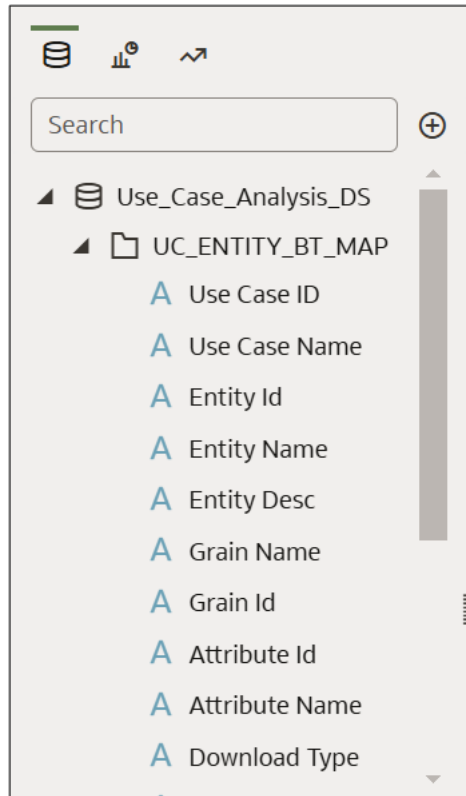 Search
Use_Case_Analysis_DS
UC_ENTITY_BT_MAP
A Use Case ID
A Use Case Name
A Entity Id
A Entity Name
A Entity Desc
A Grain Name
A Grain Id
A Attribute Id
A Attribute Name
A Download Type